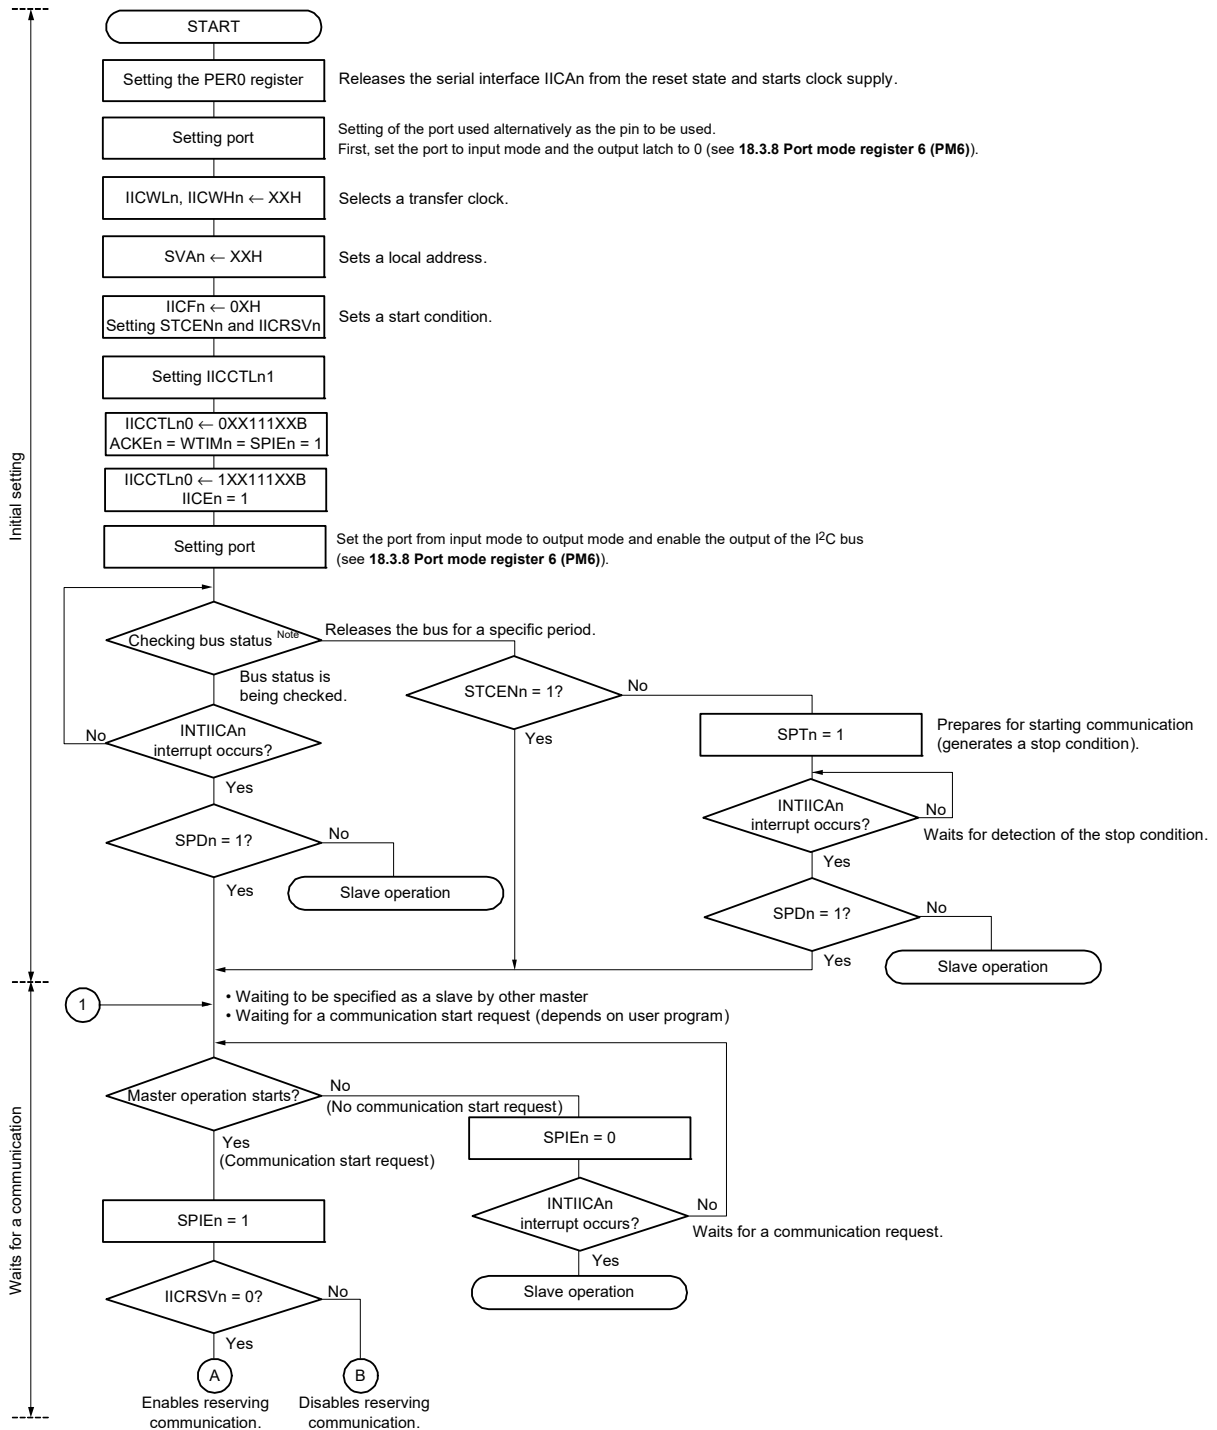 START
Setting the PER0 register
Releases the serial interface IICAn from the reset state and starts clock supply.
Setting port
Setting of the port used alternatively as the pin to be used.
First, set the port to input mode and the output latch to 0 (see 18.3.8 Port mode register 6 (PM6)).
IICWLn, IICWHn ← XXH
Selects a transfer clock.
SVAn ← XXH
Sets a local address.
IICFn ← 0XH
Setting STCENn and IICRSVn
Sets a start condition.
Setting IICCTLn1
IICCTLn0 ← 0XX111XXB
ACKEn = WTIMn = SPIEn = 1
IICCTLn0 ← 1XX111XXB
IICEn = 1
Initial setting
Setting port
Set the port from input mode to output mode and enable the output of the I2C bus
(see 18.3.8 Port mode register 6 (PM6)).
Checking bus status Note
Releases the bus for a specific period.
Bus status is
being checked.
STCENn = 1?
No
Yes
SPTn = 1
Prepares for starting communication
(generates a stop condition).
INTIICAn
interrupt occurs?
No
Yes
INTIICAn
interrupt occurs?
No
Waits for detection of the stop condition.
Yes
SPDn = 1?
No
Yes
Slave operation
SPDn = 1?
No
Yes
Slave operation
1
• Waiting to be specified as a slave by other master
• Waiting for a communication start request (depends on user program)
Waits for a communication
Master operation starts?
No
(No communication start request)
Yes
(Communication start request)
SPIEn = 0
INTIICAn
interrupt occurs?
No
Waits for a communication request.
Yes
Slave operation
SPIEn = 1
IICRSVn = 0?
No
Yes
A
B
Enables reserving
communication.
Disables reserving
communication.